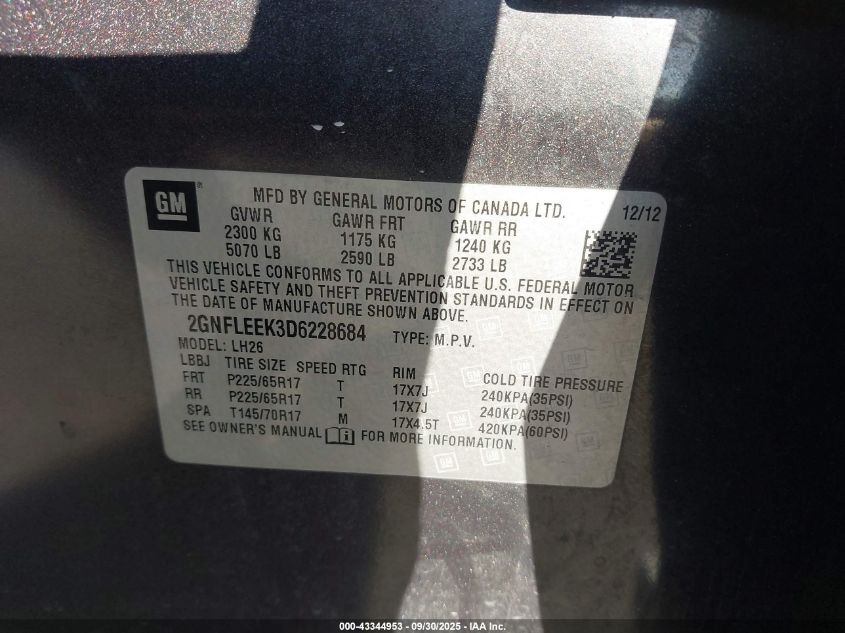 GM ®
MFD BY GENERAL MOTORS OF CANADA LTD. 12/12
GVWR GAWR FRT GAWR RR
2300 KG 1175 KG 1240 KG
5070 LB 2590 LB 2733 LB
THIS VEHICLE CONFORMS TO ALL APPLICABLE U.S. FEDERAL MOTOR
VEHICLE SAFETY AND THEFT PREVENTION STANDARDS IN EFFECT ON
THE DATE OF MANUFACTURE SHOWN ABOVE.
2GNFLEEK3D6228684 TYPE: M.P.V.
MODEL: LH26
LBBJ TIRE SIZE SPEED RTG RIM COLD TIRE PRESSURE
FRT P225/65R17 T 17X7J 240KPA(35PSI)
RR P225/65R17 T 17X7J 240KPA(35PSI)
SPA T145/70R17 M 17X4.5T 420KPA(60PSI)
SEE OWNER'S MANUAL i FOR MORE INFORMATION.
000-43344953 - 09/30/2025 - IAA Inc.